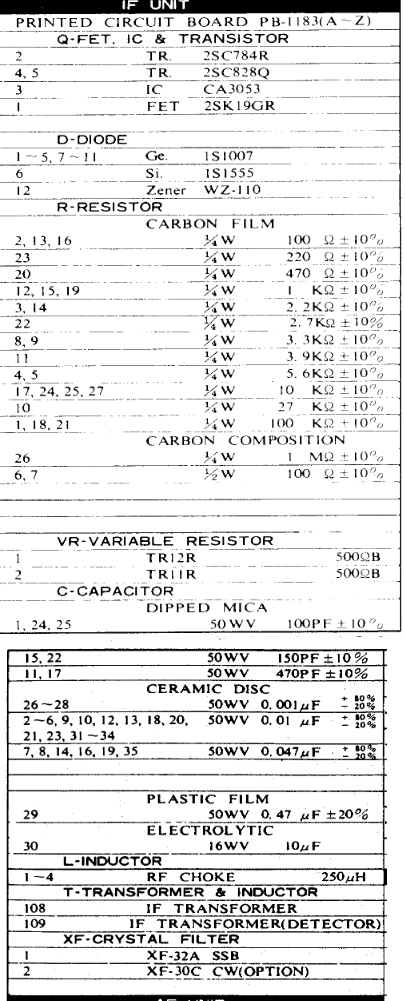 IF UNIT
PRINTED CIRCUIT BOARD PB-1183(A~Z)
Q-FET, IC & TRANSISTOR
2 TR. 2SC784R
4, 5 TR. 2SC828Q
3 IC CA3053
1 FET 2SK19GR
D-DIODE
1~5, 7~11 Ge. 1S1007
6 Si. 1S1555
12 Zener WZ-110
R-RESISTOR
CARBON FILM
2, 13, 16 ¼W 100 Ω ±10%
23 ¼W 220 Ω ±10%
20 ¼W 470 Ω ±10%
12, 15, 19 ¼W 1 KΩ ±10%
3, 14 ¼W 2.2KΩ ±10%
22 ¼W 2.7KΩ ±10%
8, 9 ¼W 3.3KΩ ±10%
11 ¼W 3.9KΩ ±10%
4, 5 ¼W 5.6KΩ ±10%
17, 24, 25, 27 ¼W 10 KΩ ±10%
10 ¼W 27 KΩ ±10%
1, 18, 21 ¼W 100 KΩ ±10%
CARBON COMPOSITION
26 ¼W 1 MΩ ±10%
6, 7 ½W 100 Ω ±10%
VR-VARIABLE RESISTOR
1 TR12R 500ΩB
2 TR11R 500ΩB
C-CAPACITOR
DIPPED MICA
1, 24, 25 50WV 100PF ±10%
15, 22 50WV 150PF ±10%
11, 17 50WV 470PF ±10%
CERAMIC DISC
26~28 50WV 0.001μF + 80% - 20%
2~6, 9, 10, 12, 13, 18, 20, 50WV 0.01 μF + 80% - 20%
21, 23, 31~34
7, 8, 14, 16, 19, 35 50WV 0.047μF + 80% - 20%
PLASTIC FILM
29 50WV 0.47 μF ±20%
ELECTROLYTIC
30 16WV 10μF
L-INDUCTOR
1~4 RF CHOKE 250μH
T-TRANSFORMER & INDUCTOR
108 IF TRANSFORMER
109 IF TRANSFORMER(DETECTOR)
XF-CRYSTAL FILTER
1 XF-32A SSB
2 XF-30C CW(OPTION)